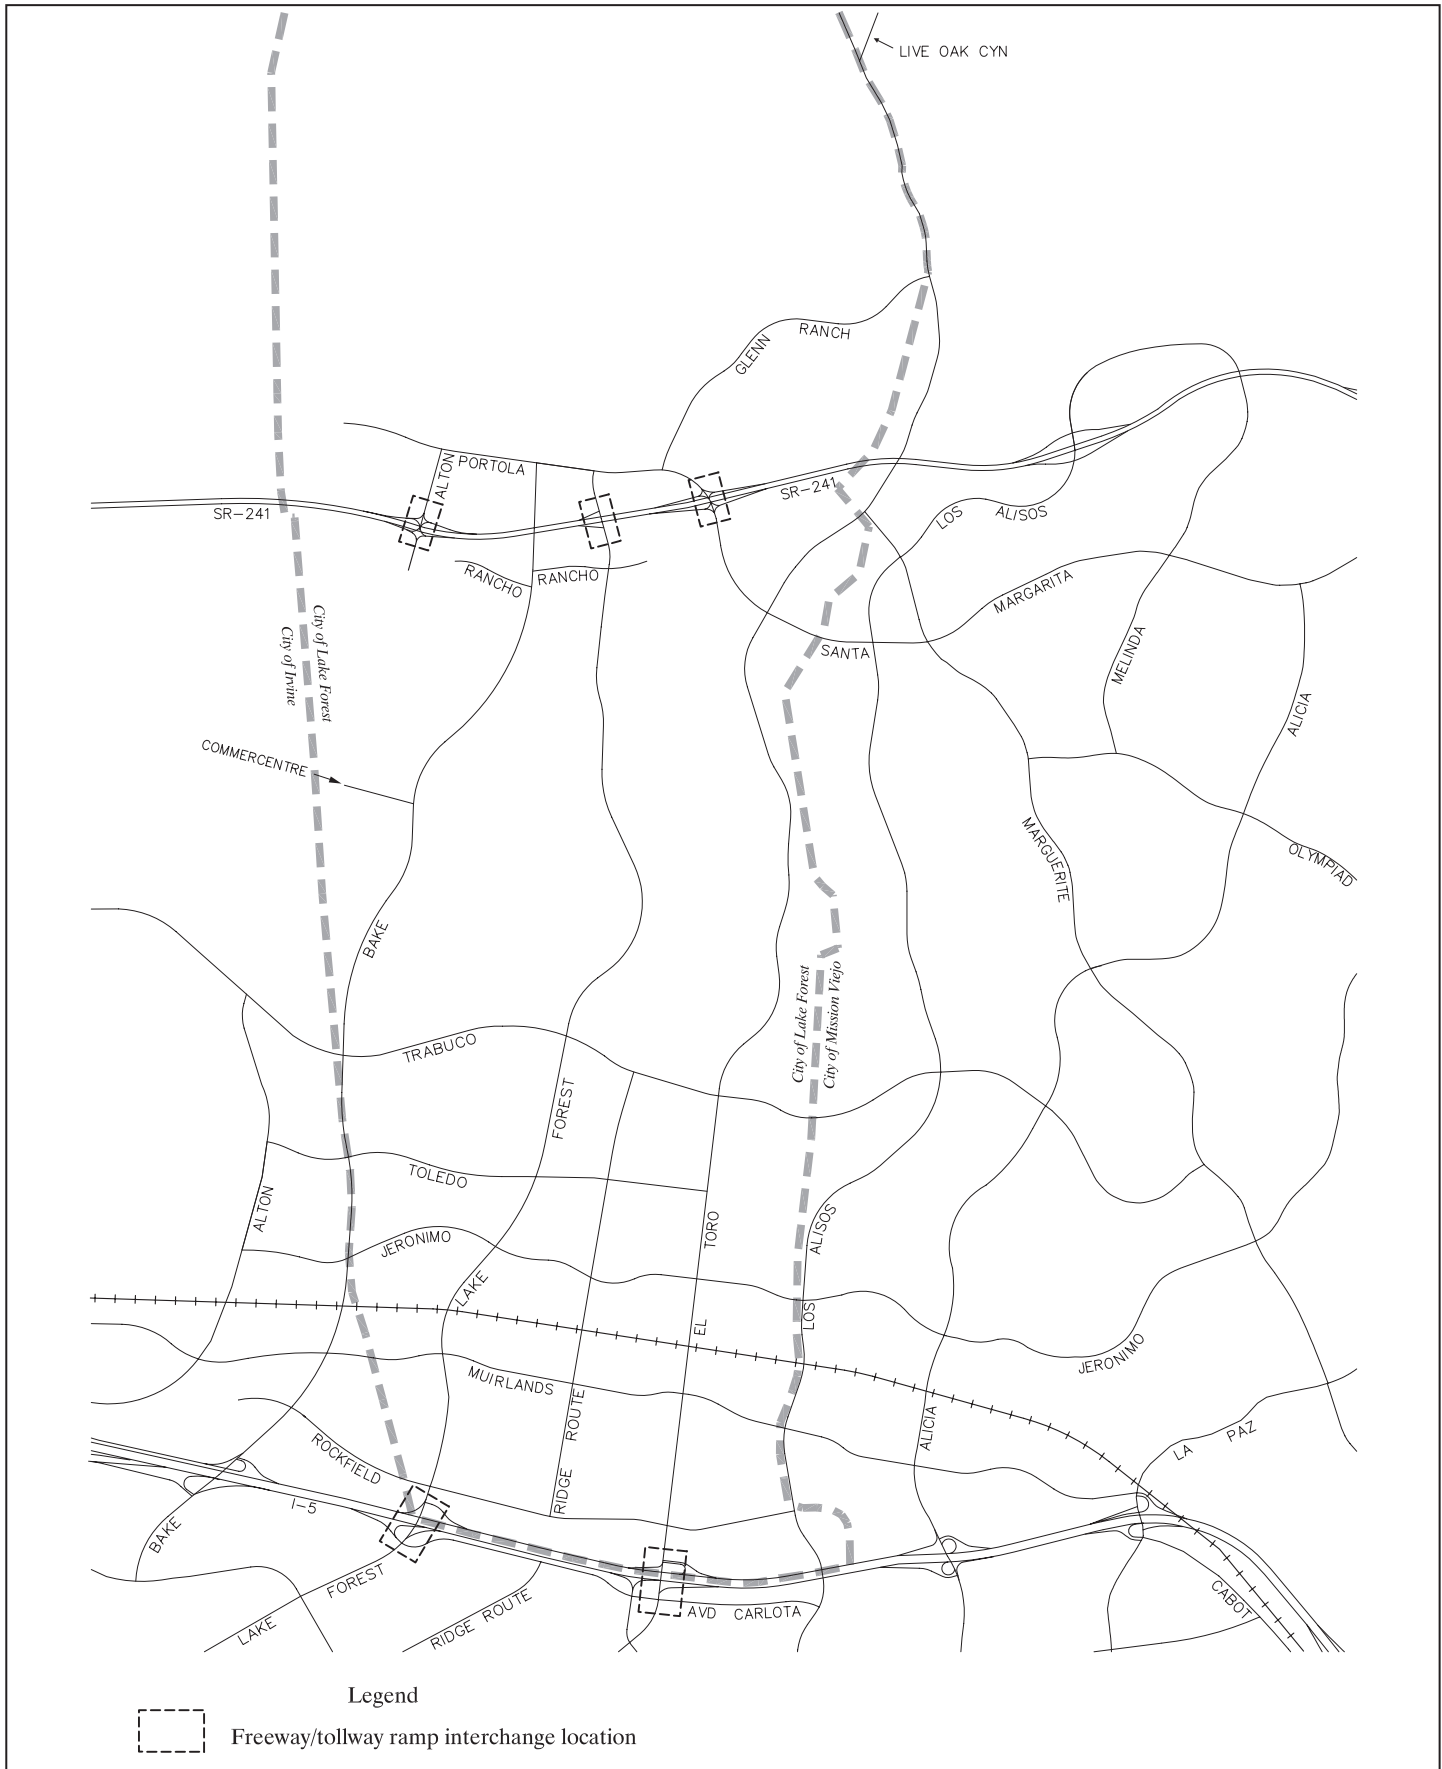 LIVE OAK CYN
RANCH
GLENN
ALTON
PORTOLA
SR-241
SR-241
LOS
ALISOS
RANCHO
RANCHO
MARGARITA
SANTA
MELINDA
City of Lake Forest
City of Irvine
ALICIA
COMMERCENTRE
MARGUERITE
OLYMPIAD
BAKE
City of Lake Forest
City of Mission Viejo
TRABUCO
FOREST
TOLEDO
ALTON
TORO
ALISOS
JERONIMO
LAKE
EL
LOS
JERONIMO
MUIRLANDS
ROUTE
ALICIA
LA PAZ
ROCKFIELD
RIDGE
I-5
BAKE
FOREST
LAKE
RIDGE ROUTE
AVD CARLOTA
CABOT
Legend
Freeway/tollway ramp interchange location